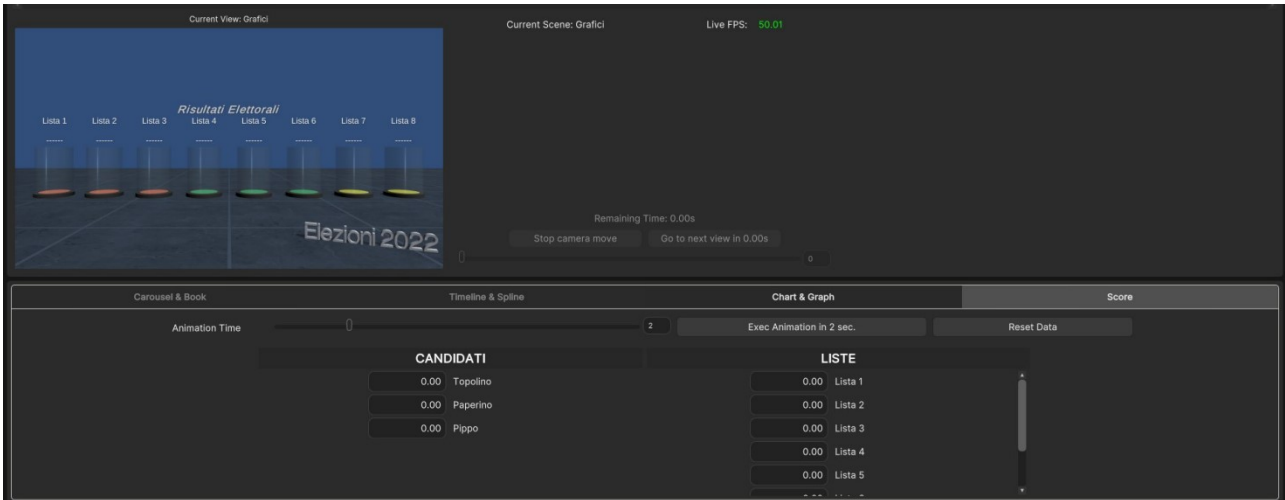 Current View: Grafici
Current Scene: Grafici
Live FPS: 50.01
Risultati Elettorali
Lista 1 Lista 2 Lista 3 Lista 4 Lista 5 Lista 6 Lista 7 Lista 8
------ ------ ------ ------ ------ ------ ------ ------
Elezioni 2022
Remaining Time: 0.00s
Stop camera move Go to next view in 0.00s
0
Carousel & Book Timeline & Spline Chart & Graph Score
Animation Time 2 Exec Animation in 2 sec. Reset Data
CANDIDATI
0.00 Topolino
0.00 Paperino
0.00 Pippo
LISTE
0.00 Lista 1
0.00 Lista 2
0.00 Lista 3
0.00 Lista 4
0.00 Lista 5